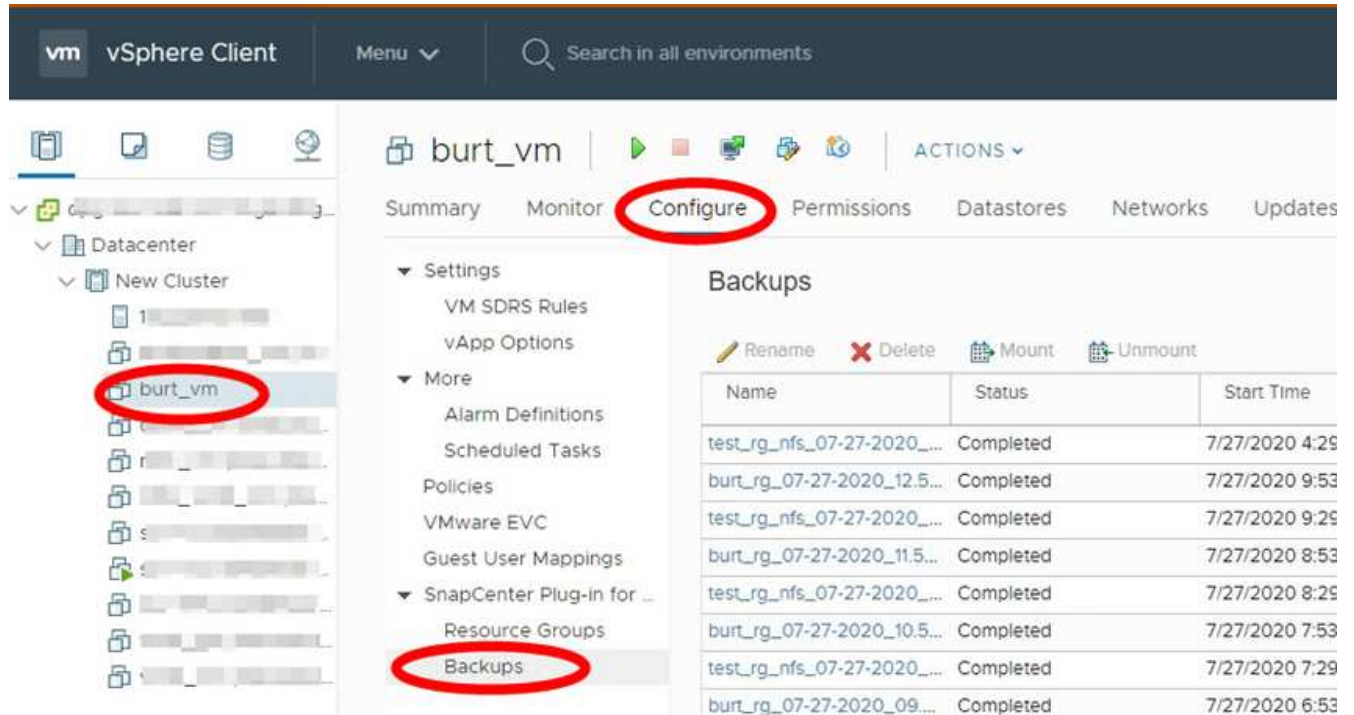 vm vSphere Client Menu Search in all environments
burt_vm ACTIONS
Summary Monitor Configure Permissions Datastores Networks Updates
Datacenter
New Cluster
burt_vm
Settings
VM SDRS Rules
vApp Options
More
Alarm Definitions
Scheduled Tasks
Policies
VMware EVC
Guest User Mappings
SnapCenter Plug-in for ...
Resource Groups
Backups
Backups
Rename Delete Mount Unmount
Name Status Start Time
test_rg_nfs_07-27-2020_... Completed 7/27/2020 4:29
burt_rg_07-27-2020_12.5... Completed 7/27/2020 9:53
test_rg_nfs_07-27-2020_... Completed 7/27/2020 9:29
burt_rg_07-27-2020_11.5... Completed 7/27/2020 8:53
test_rg_nfs_07-27-2020_... Completed 7/27/2020 8:29
burt_rg_07-27-2020_10.5... Completed 7/27/2020 7:53
test_rg_nfs_07-27-2020_... Completed 7/27/2020 7:29
burt_rg_07-27-2020_09.... Completed 7/27/2020 6:53